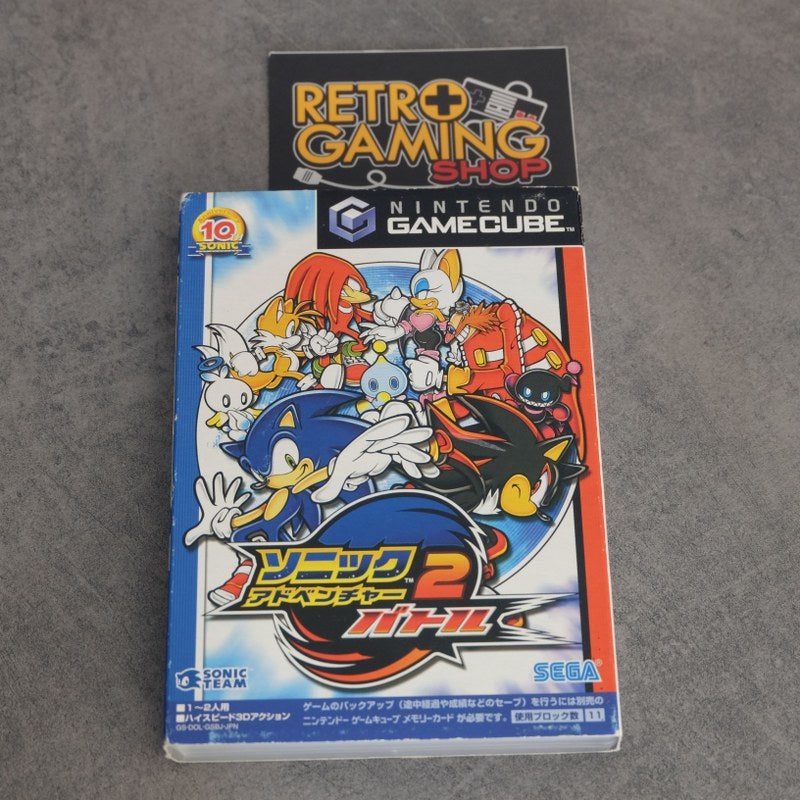 RETRO
GAMING
SHOP
NINTENDO
GAMECUBE™
10th
SONIC
ソニック™
アドベンチャー2
バトル
SONIC
TEAM
SEGA®
■1〜2人用
■ハイスピード3Dアクション
GS-DOL-GSBJ-JPN
ゲームのバックアップ（途中経過や成績などのセーブ）を行うには別売の
ニンテンドー ゲームキューブ メモリーカード が必要です。 使用ブロック数 11